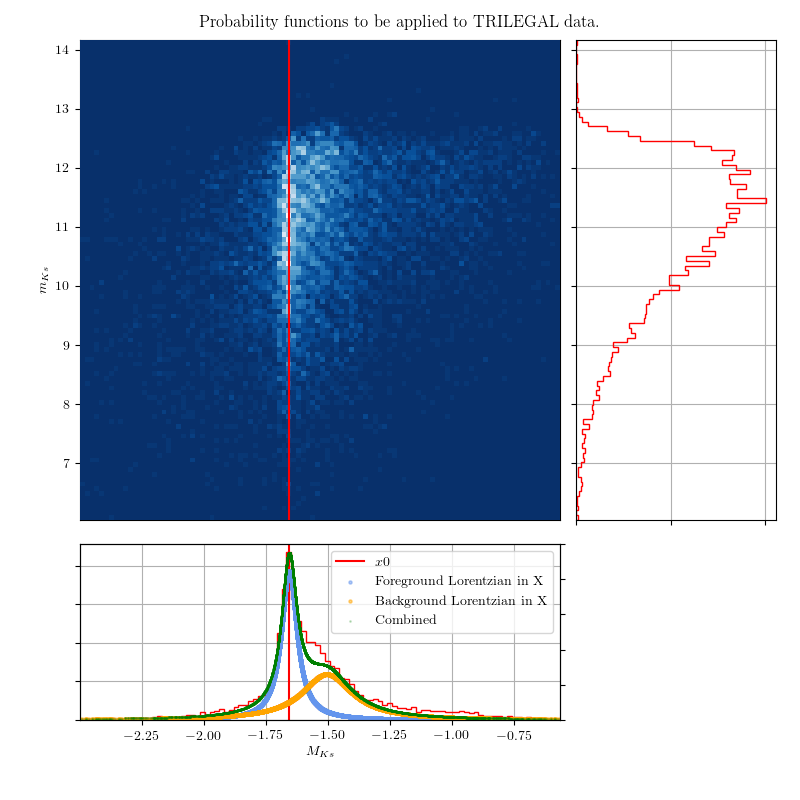 Probability functions to be applied to TRILEGAL data.
14
13
12
11
10
9
8
7
m_{Ks}
x0
Foreground Lorentzian in X
Background Lorentzian in X
Combined
−2.25 −2.00 −1.75 −1.50 −1.25 −1.00 −0.75
M_{Ks}